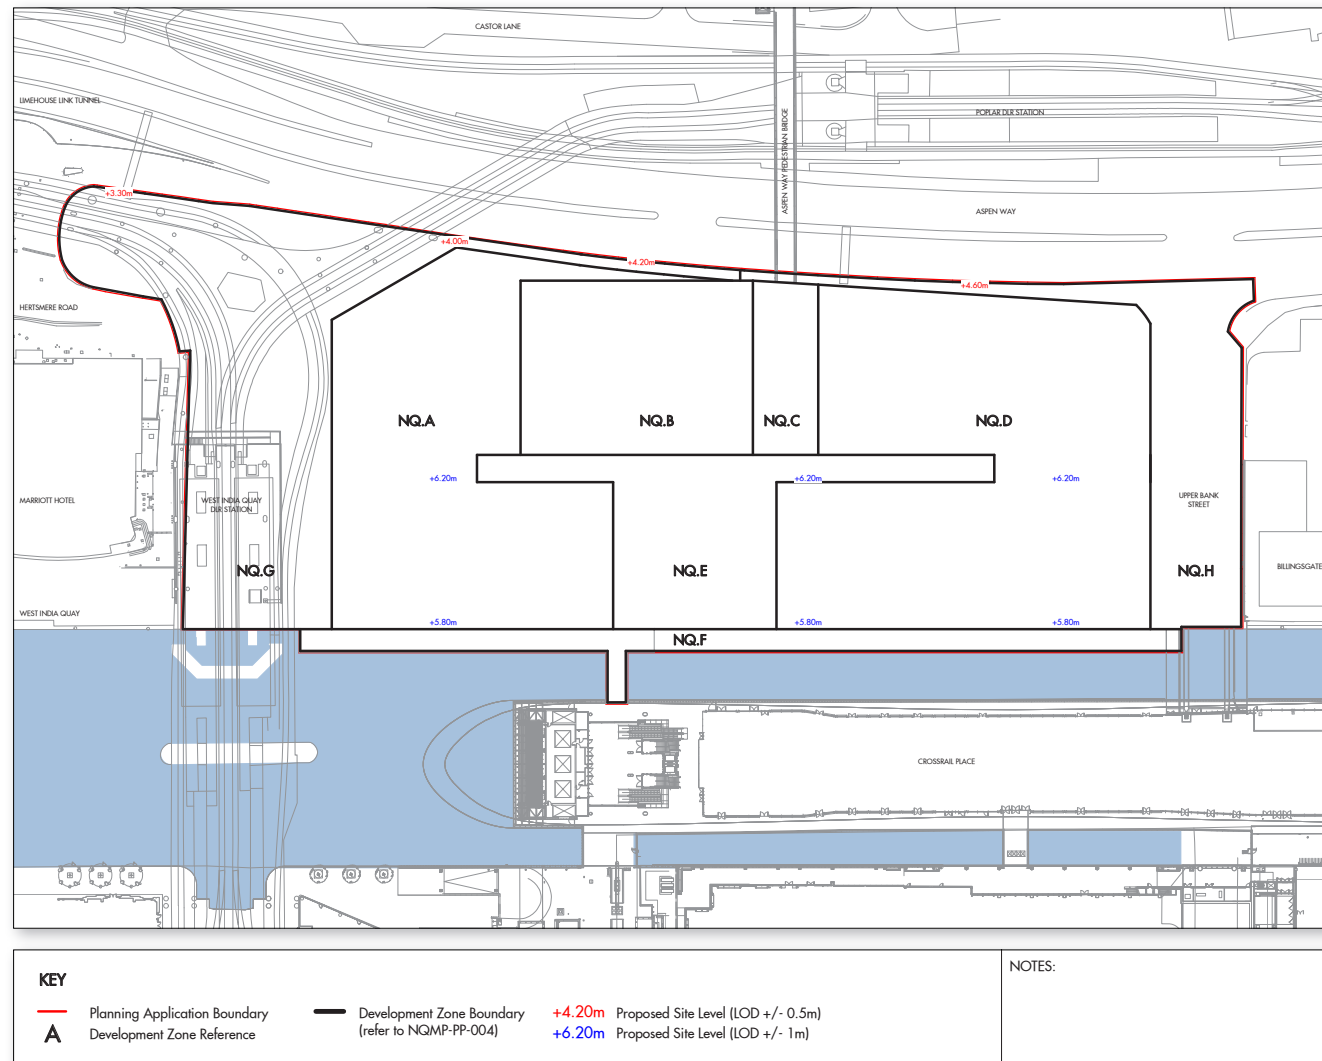 CASTOR LANE
LIMEHOUSE LINK TUNNEL
POPLAR DLR STATION
ASPEN WAY PEDESTRIAN BRIDGE
+3.30m
ASPEN WAY
+4.00m
+4.20m
+4.60m
HERTSMERE ROAD
NQ.A
NQ.B
NQ.C
NQ.D
+6.20m
+6.20m
+6.20m
MARRIOTT HOTEL
WEST INDIA QUAY
DLR STATION
UPPER BANK
STREET
NQ.G
NQ.E
NQ.H
BILLINGSGATE
WEST INDIA QUAY
+5.80m
+5.80m
+5.80m
NQ.F
CROSSRAIL PLACE
KEY
Planning Application Boundary
A Development Zone Reference
Development Zone Boundary
(refer to NQMP-PP-004)
+4.20m Proposed Site Level (LOD +/- 0.5m)
+6.20m Proposed Site Level (LOD +/- 1m)
NOTES: